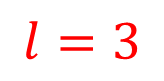 l = 3